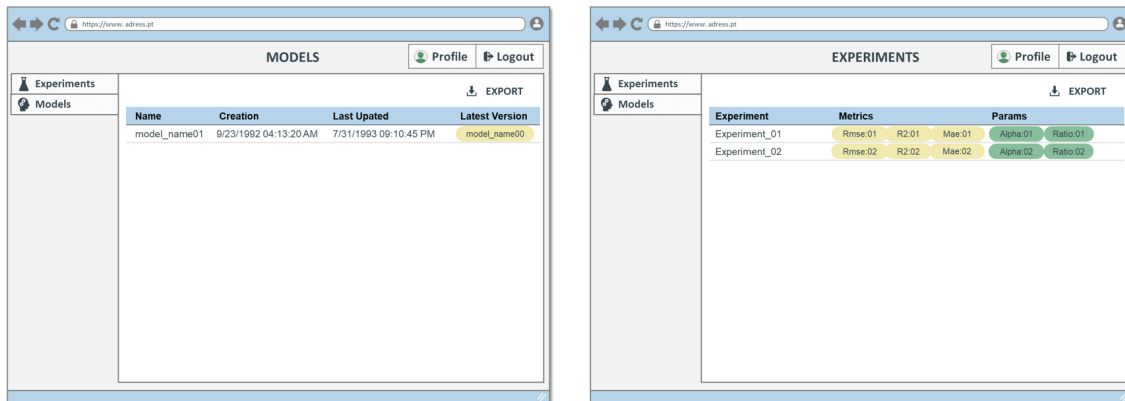 https://www. adress.pt
MODELS
Profile
Logout
Experiments
Models
EXPORT
Name Creation Last Upated Latest Version
model_name01 9/23/1992 04:13:20 AM 7/31/1993 09:10:45 PM model_name00
https://www. adress.pt
EXPERIMENTS
Profile
Logout
Experiments
Models
EXPORT
Experiment Metrics Params
Experiment_01 Rmse:01 R2:01 Mae:01 Alpha:01 Ratio:01
Experiment_02 Rmse:02 R2:02 Mae:02 Alpha:02 Ratio:02